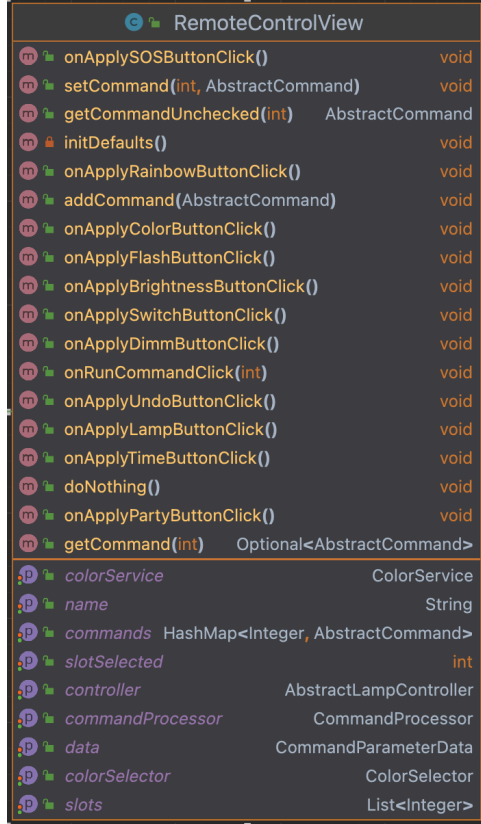 RemoteControlView
onApplySOSButtonClick() void
setCommand(int, AbstractCommand) void
getCommandUnchecked(int) AbstractCommand
initDefaults() void
onApplyRainbowButtonClick() void
addCommand(AbstractCommand) void
onApplyColorButtonClick() void
onApplyFlashButtonClick() void
onApplyBrightnessButtonClick() void
onApplySwitchButtonClick() void
onApplyDimmButtonClick() void
onRunCommandClick(int) void
onApplyUndoButtonClick() void
onApplyLampButtonClick() void
onApplyTimeButtonClick() void
doNothing() void
onApplyPartyButtonClick() void
getCommand(int) Optional<AbstractCommand>
colorService ColorService
name String
commands HashMap<Integer, AbstractCommand>
slotSelected int
controller AbstractLampController
commandProcessor CommandProcessor
data CommandParameterData
colorSelector ColorSelector
slots List<Integer>